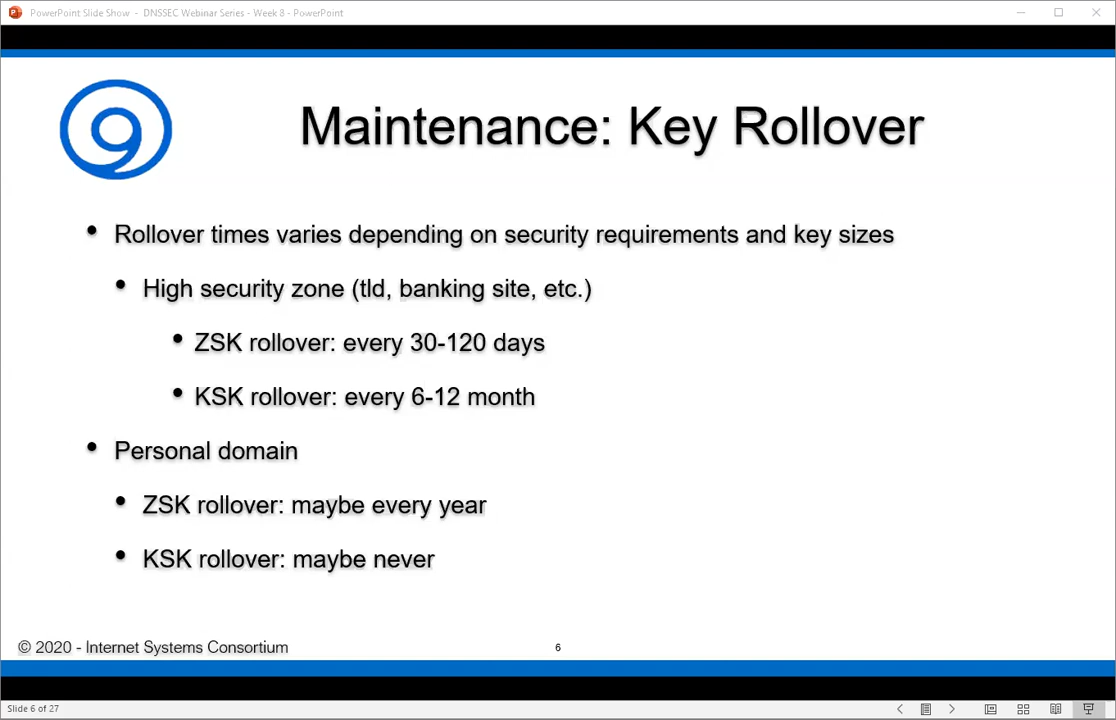 PowerPoint Slide Show - DNSSEC Webinar Series - Week 8 - PowerPoint
Maintenance: Key Rollover
• Rollover times varies depending on security requirements and key sizes
• High security zone (tld, banking site, etc.)
• ZSK rollover: every 30-120 days
• KSK rollover: every 6-12 month
• Personal domain
• ZSK rollover: maybe every year
• KSK rollover: maybe never
© 2020 - Internet Systems Consortium
6
Slide 6 of 27